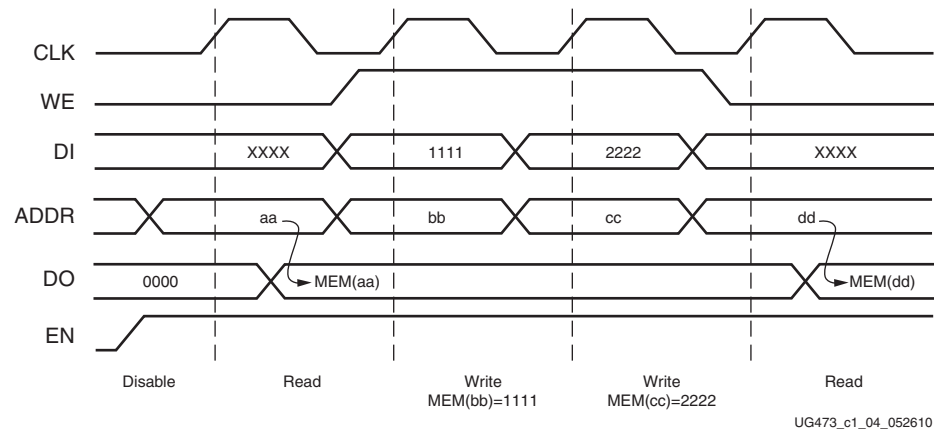 CLK
WE
DI XXXX 1111 2222 XXXX
ADDR aa bb cc dd
DO 0000 MEM(aa) MEM(dd)
EN
Disable Read Write Write Read
MEM(bb)=1111 MEM(cc)=2222
UG473_c1_04_052610